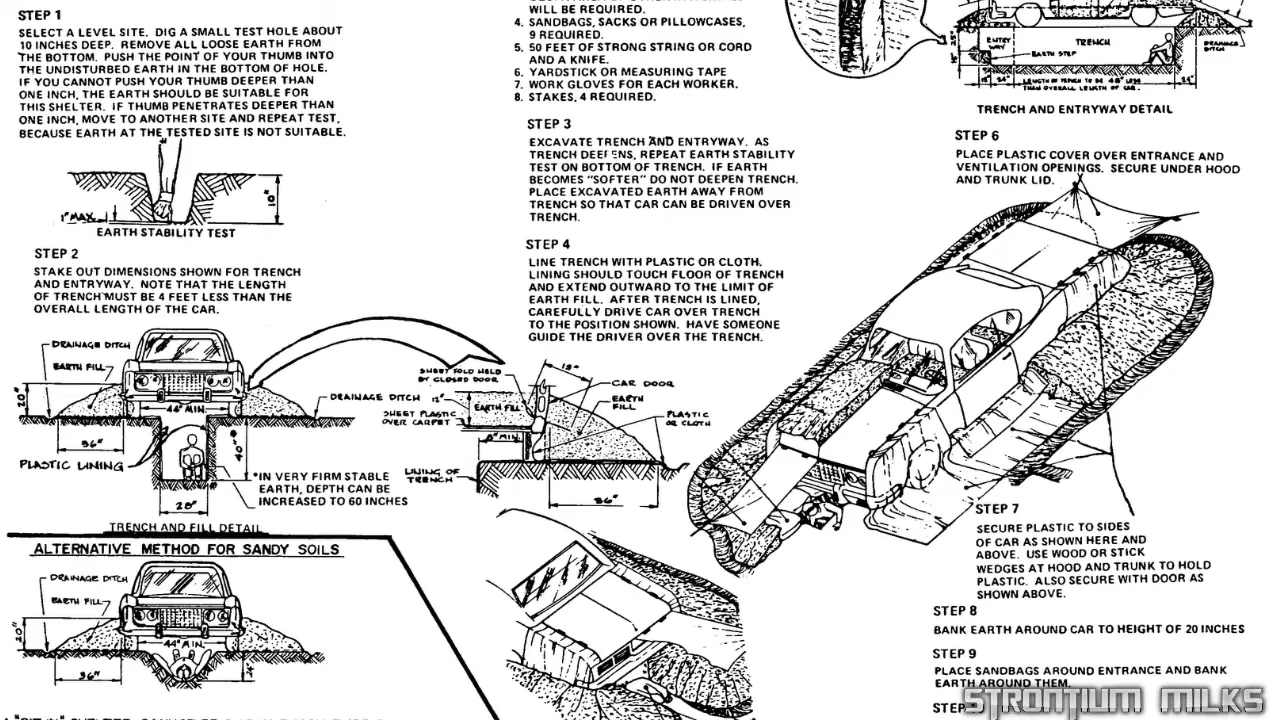 STEP 1
SELECT A LEVEL SITE. DIG A SMALL TEST HOLE ABOUT
10 INCHES DEEP. REMOVE ALL LOOSE EARTH FROM
THE BOTTOM. PUSH THE POINT OF YOUR THUMB INTO
THE UNDISTURBED EARTH IN THE BOTTOM OF HOLE.
IF YOU CANNOT PUSH YOUR THUMB DEEPER THAN
ONE INCH, THE EARTH SHOULD BE SUITABLE FOR
THIS SHELTER. IF THUMB PENETRATES DEEPER THAN
ONE INCH, MOVE TO ANOTHER SITE AND REPEAT TEST,
BECAUSE EARTH AT THE TESTED SITE IS NOT SUITABLE.
10"
1" MAX.
EARTH STABILITY TEST
STEP 2
STAKE OUT DIMENSIONS SHOWN FOR TRENCH
AND ENTRYWAY. NOTE THAT THE LENGTH
OF TRENCH MUST BE 4 FEET LESS THAN THE
OVERALL LENGTH OF THE CAR.
DRAINAGE DITCH
EARTH FILL
20"
46" MIN.
36"
40"
PLASTIC LINING
28"
*IN VERY FIRM STABLE
EARTH, DEPTH CAN BE
INCREASED TO 60 INCHES
TRENCH AND FILL DETAIL
ALTERNATIVE METHOD FOR SANDY SOILS
DRAINAGE DITCH
EARTH FILL
20"
44" MIN.
36"
WILL BE REQUIRED.
4. SANDBAGS, SACKS OR PILLOWCASES,
9 REQUIRED.
5. 50 FEET OF STRONG STRING OR CORD
AND A KNIFE.
6. YARDSTICK OR MEASURING TAPE
7. WORK GLOVES FOR EACH WORKER.
8. STAKES, 4 REQUIRED.
STEP 3
EXCAVATE TRENCH AND ENTRYWAY. AS
TRENCH DEEPENS, REPEAT EARTH STABILITY
TEST ON BOTTOM OF TRENCH. IF EARTH
BECOMES "SOFTER" DO NOT DEEPEN TRENCH.
PLACE EXCAVATED EARTH AWAY FROM
TRENCH SO THAT CAR CAN BE DRIVEN OVER
TRENCH.
STEP 4
LINE TRENCH WITH PLASTIC OR CLOTH.
LINING SHOULD TOUCH FLOOR OF TRENCH
AND EXTEND OUTWARD TO THE LIMIT OF
EARTH FILL. AFTER TRENCH IS LINED,
CAREFULLY DRIVE CAR OVER TRENCH
TO THE POSITION SHOWN. HAVE SOMEONE
GUIDE THE DRIVER OVER THE TRENCH.
SHEET FOLD HELD
BY CLOSED DOOR
CAR DOOR
DRAINAGE DITCH
12"
EARTH FILL
EARTH
FILL
SHEET PLASTIC
OVER CARPET
PLASTIC
OR CLOTH
8" MIN.
LINING OF
TRENCH
36"
ENTRY
WAY
TRENCH
EARTH STEP
DRAINAGE
DITCH
LENGTH OF TRENCH TO BE 48" LESS
THAN OVERALL LENGTH OF CAR.
24"
TRENCH AND ENTRYWAY DETAIL
STEP 6
PLACE PLASTIC COVER OVER ENTRANCE AND
VENTILATION OPENINGS. SECURE UNDER HOOD
AND TRUNK LID.
STEP 7
SECURE PLASTIC TO SIDES
OF CAR AS SHOWN HERE AND
ABOVE. USE WOOD OR STICK
WEDGES AT HOOD AND TRUNK TO HOLD
PLASTIC. ALSO SECURE WITH DOOR AS
SHOWN ABOVE.
STEP 8
BANK EARTH AROUND CAR TO HEIGHT OF 20 INCHES
STEP 9
PLACE SANDBAGS AROUND ENTRANCE AND BANK
EARTH AROUND THEM.
STEP
STRONTIUM MILKS